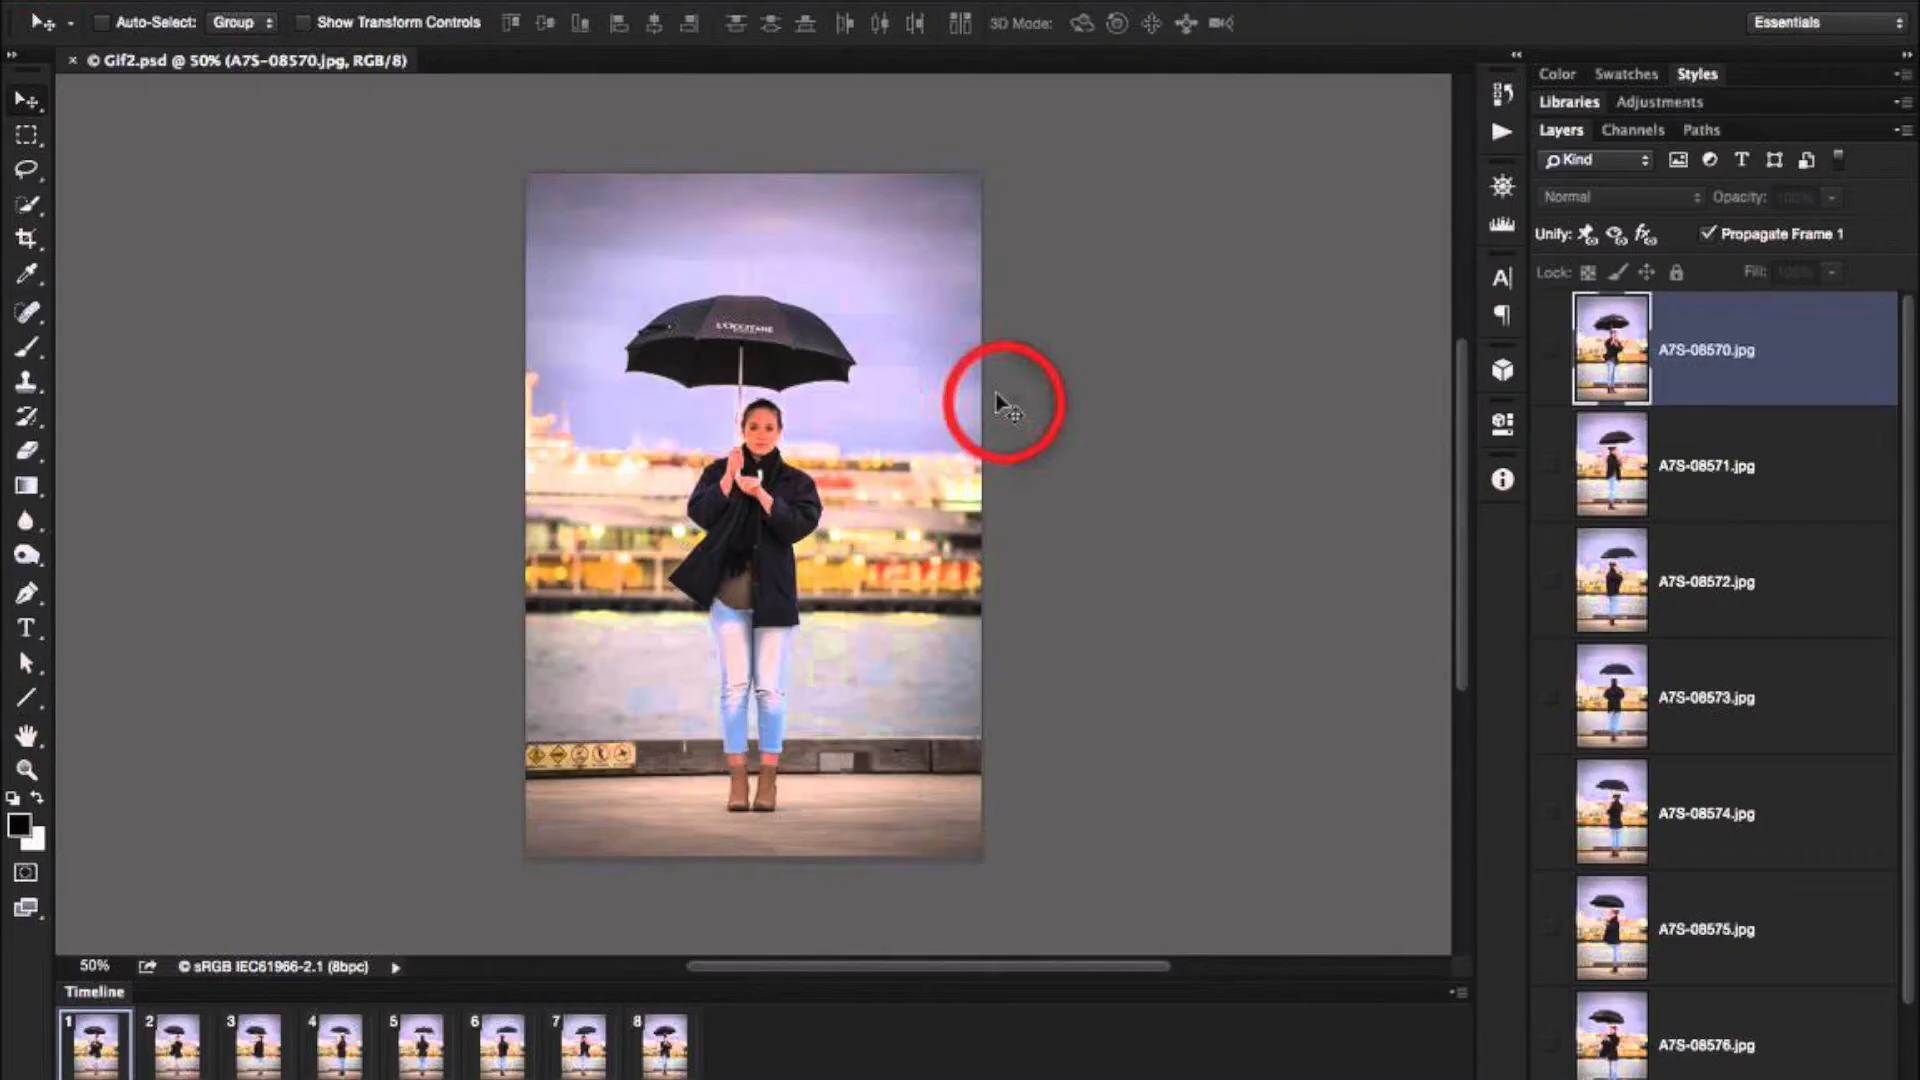 Auto-Select: Group Show Transform Controls 3D Mode: Essentials
× © Gif2.psd @ 50% (A7S-08570.jpg, RGB/8)
Color Swatches Styles
Libraries Adjustments
Layers Channels Paths
Kind
Normal Opacity: 100%
Unify: Propagate Frame 1
Lock: Fill: 100%
L'OCCITANE
A7S-08570.jpg
A7S-08571.jpg
A7S-08572.jpg
A7S-08573.jpg
A7S-08574.jpg
A7S-08575.jpg
A7S-08576.jpg
50% © sRGB IEC61966-2.1 (8bpc)
Timeline
1 2 3 4 5 6 7 8